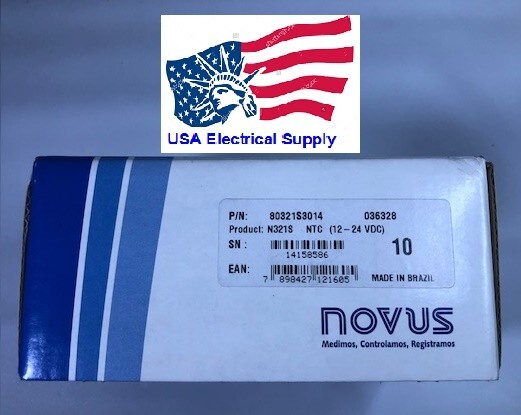 USA Electrical Supply
P/N: 80321S3014 036328
Product: N321S NTC (12-24 VDC)
SN: 10
14158586
EAN:
7 898427 121605 MADE IN BRAZIL
NOVUS
Medimos, Controlamos, Registramos